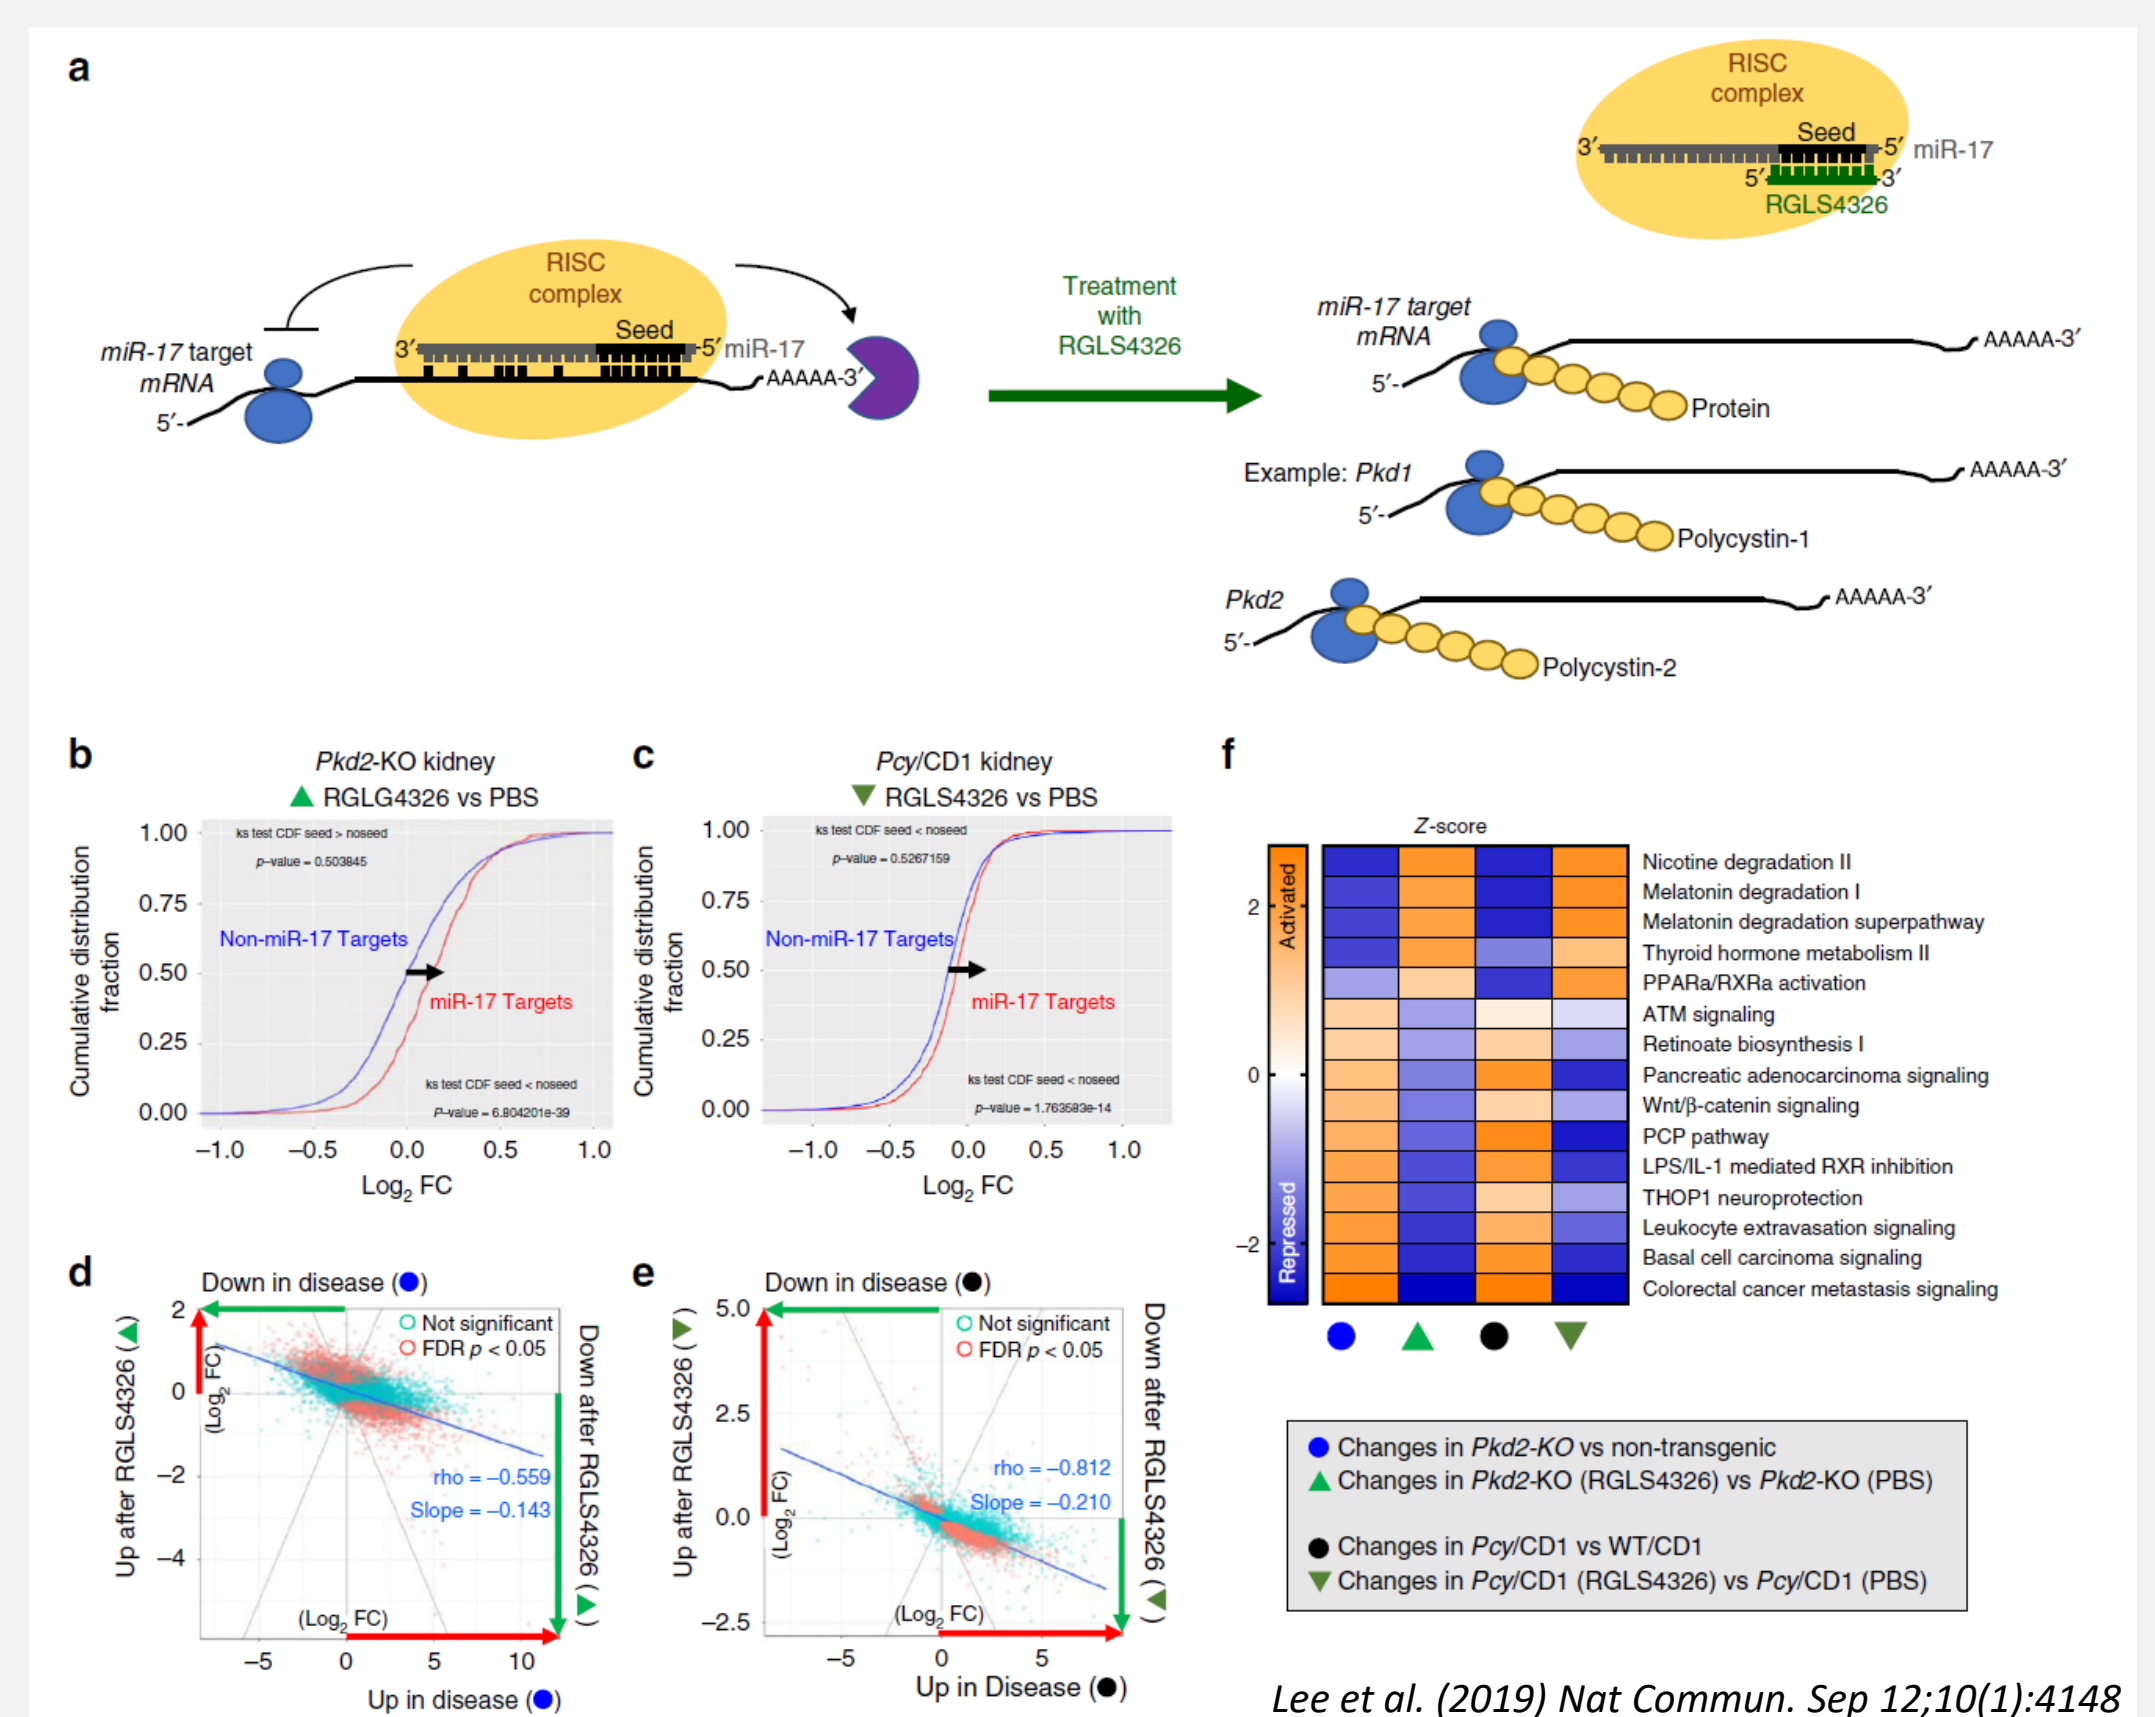 a
RISC
complex
Seed
3′ 5′ miR-17
5′ 3′
RGLS4326
RISC
complex
Seed
3′ 5′ miR-17
miR-17 target
mRNA
5′-
AAAAA-3′
Treatment
with
RGLS4326
miR-17 target
mRNA
5′-
AAAAA-3′
Protein
Example: Pkd1
5′-
AAAAA-3′
Polycystin-1
Pkd2
5′-
AAAAA-3′
Polycystin-2
b
Pkd2-KO kidney
RGLG4326 vs PBS
ks test CDF seed > noseed
p–value = 0.503845
Non-miR-17 Targets
miR-17 Targets
ks test CDF seed < noseed
P–value = 6.804201e-39
Cumulative distribution
fraction
1.00
0.75
0.50
0.25
0.00
–1.0 –0.5 0.0 0.5 1.0
Log2 FC
c
Pcy/CD1 kidney
RGLS4326 vs PBS
ks test CDF seed < noseed
p–value = 0.5267159
Non-miR-17 Targets
miR-17 Targets
ks test CDF seed < noseed
p–value = 1.763583e-14
Cumulative distribution
fraction
1.00
0.75
0.50
0.25
0.00
–1.0 –0.5 0.0 0.5 1.0
Log2 FC
d
Down in disease ( )
Not significant
FDR p < 0.05
rho = –0.559
Slope = –0.143
Up after RGLS4326 ( )
(Log2 FC)
Down after RGLS4326 ( )
2
0
–2
–4
(Log2 FC)
–5 0 5 10
Up in disease ( )
e
Down in disease ( )
Not significant
FDR p < 0.05
rho = –0.812
Slope = –0.210
Up after RGLS4326 ( )
(Log2 FC)
Down after RGLS4326 ( )
5.0
2.5
0.0
–2.5
(Log2 FC)
–5 0 5
Up in Disease ( )
f
Z-score
Activated
Repressed
2
0
–2
Nicotine degradation II
Melatonin degradation I
Melatonin degradation superpathway
Thyroid hormone metabolism II
PPARa/RXRa activation
ATM signaling
Retinoate biosynthesis I
Pancreatic adenocarcinoma signaling
Wnt/β-catenin signaling
PCP pathway
LPS/IL-1 mediated RXR inhibition
THOP1 neuroprotection
Leukocyte extravasation signaling
Basal cell carcinoma signaling
Colorectal cancer metastasis signaling
Changes in Pkd2-KO vs non-transgenic
Changes in Pkd2-KO (RGLS4326) vs Pkd2-KO (PBS)
Changes in Pcy/CD1 vs WT/CD1
Changes in Pcy/CD1 (RGLS4326) vs Pcy/CD1 (PBS)
Lee et al. (2019) Nat Commun. Sep 12;10(1):4148